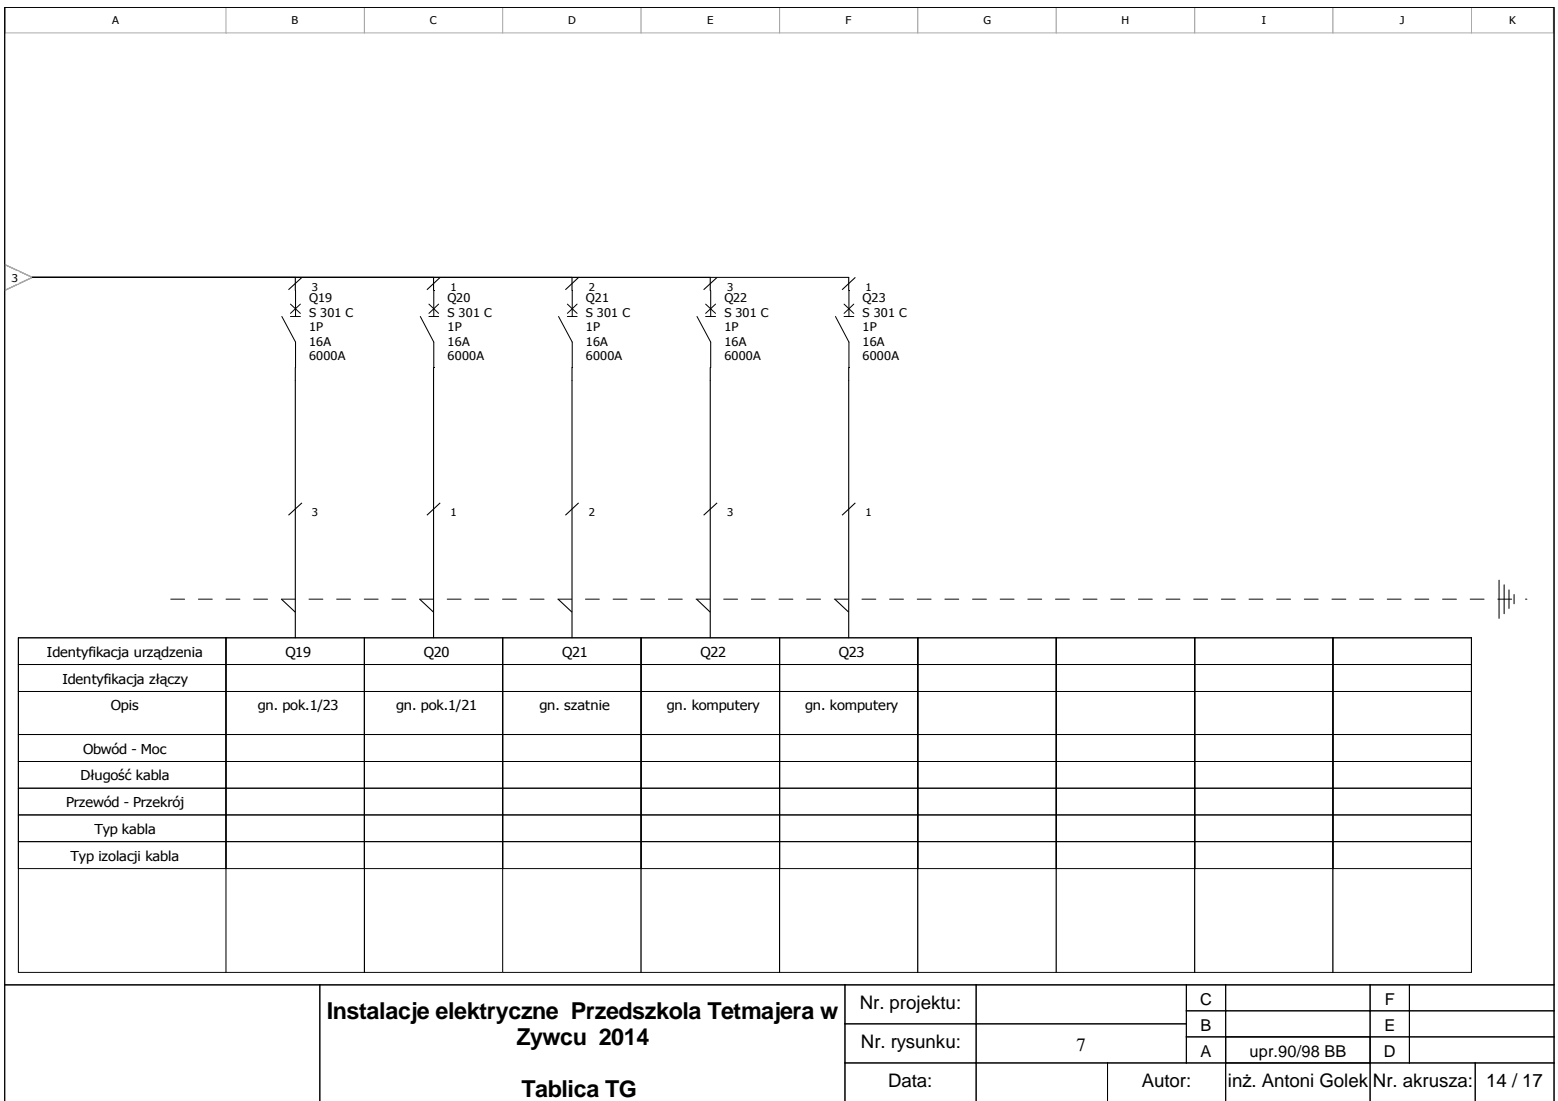 A B C D E F G H I J K
3
3 1 2 3 1
Q19 Q20 Q21 Q22 Q23
S 301 C S 301 C S 301 C S 301 C S 301 C
1P 1P 1P 1P 1P
16A 16A 16A 16A 16A
6000A 6000A 6000A 6000A 6000A
3 1 2 3 1
Identyfikacja urządzenia Q19 Q20 Q21 Q22 Q23
Identyfikacja złączy
Opis gn. pok.1/23 gn. pok.1/21 gn. szatnie gn. komputery gn. komputery
Obwód - Moc
Długość kabla
Przewód - Przekrój
Typ kabla
Typ izolacji kabla
Instalacje elektryczne Przedszkola Tetmajera w
Zywcu 2014
Tablica TG
Nr. projektu: C F
B E
Nr. rysunku: 7 A upr.90/98 BB D
Data: Autor: inż. Antoni Golek Nr. akrusza: 14 / 17